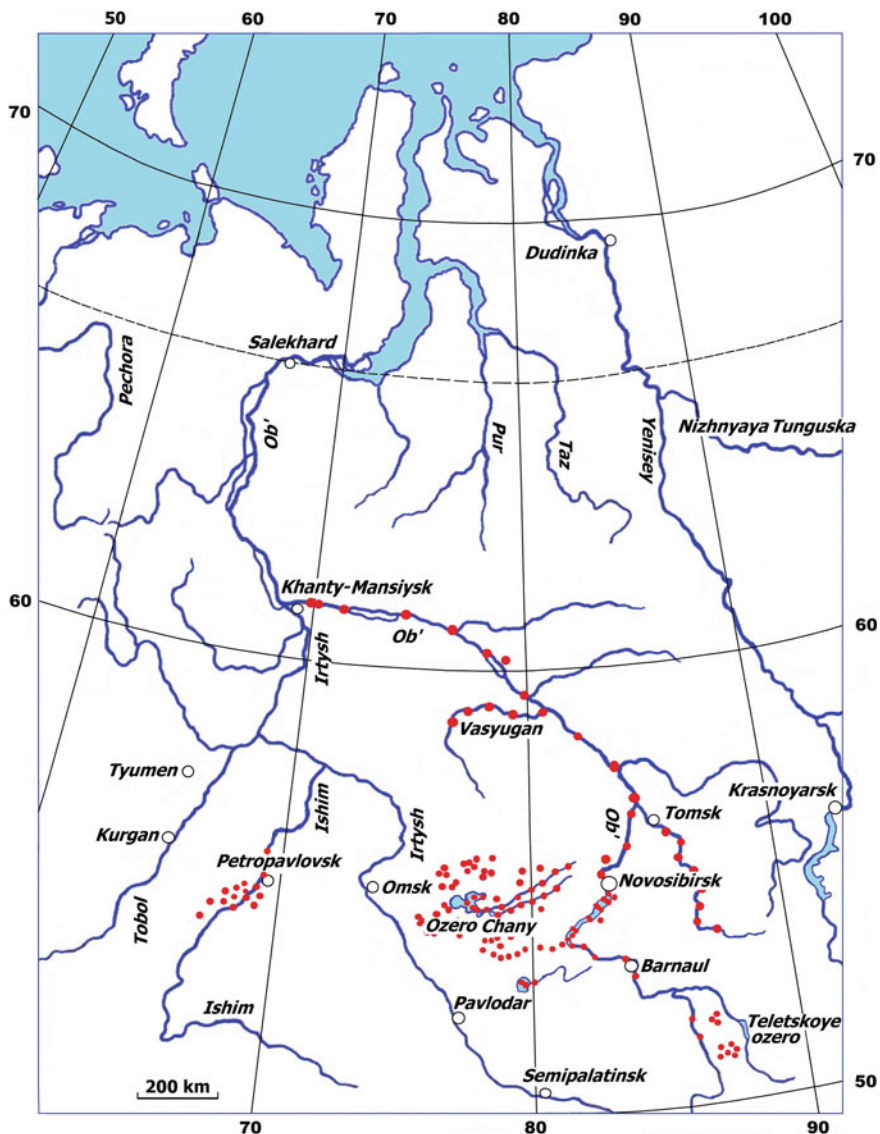 50 60 70 80 90 100
70
70
Dudinka
Salekhard
Pechora
Ob'
Pur
Taz
Yenisey
Nizhnyaya Tunguska
60
60
Khanty-Mansiysk
Ob'
Irtysh
Vasyugan
Tyumen
Krasnoyarsk
Kurgan
Ishim
Irtysh
Ob'
Tomsk
Petropavlovsk
Omsk
Novosibirsk
Tobol
Ozero Chany
Barnaul
Ishim
Pavlodar
Teletskoye
ozero
200 km
Semipalatinsk
50
70 80 90